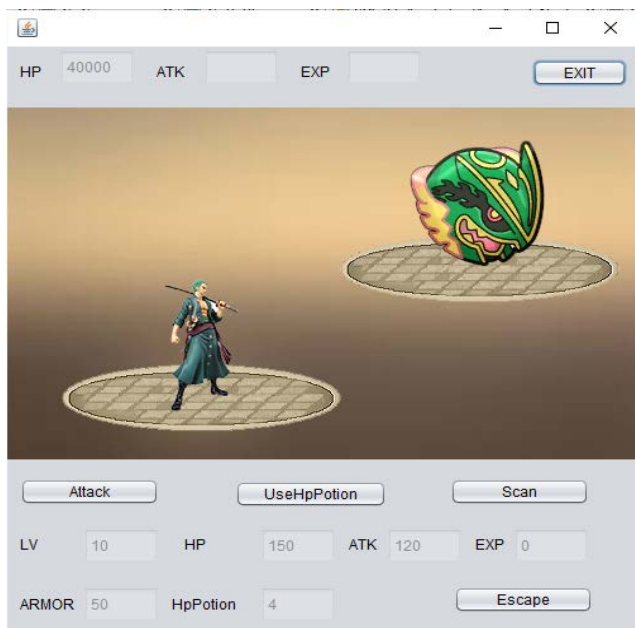 HP 40000 ATK EXP EXIT
Attack UseHpPotion Scan
LV 10 HP 150 ATK 120 EXP 0
ARMOR 50 HpPotion 4 Escape